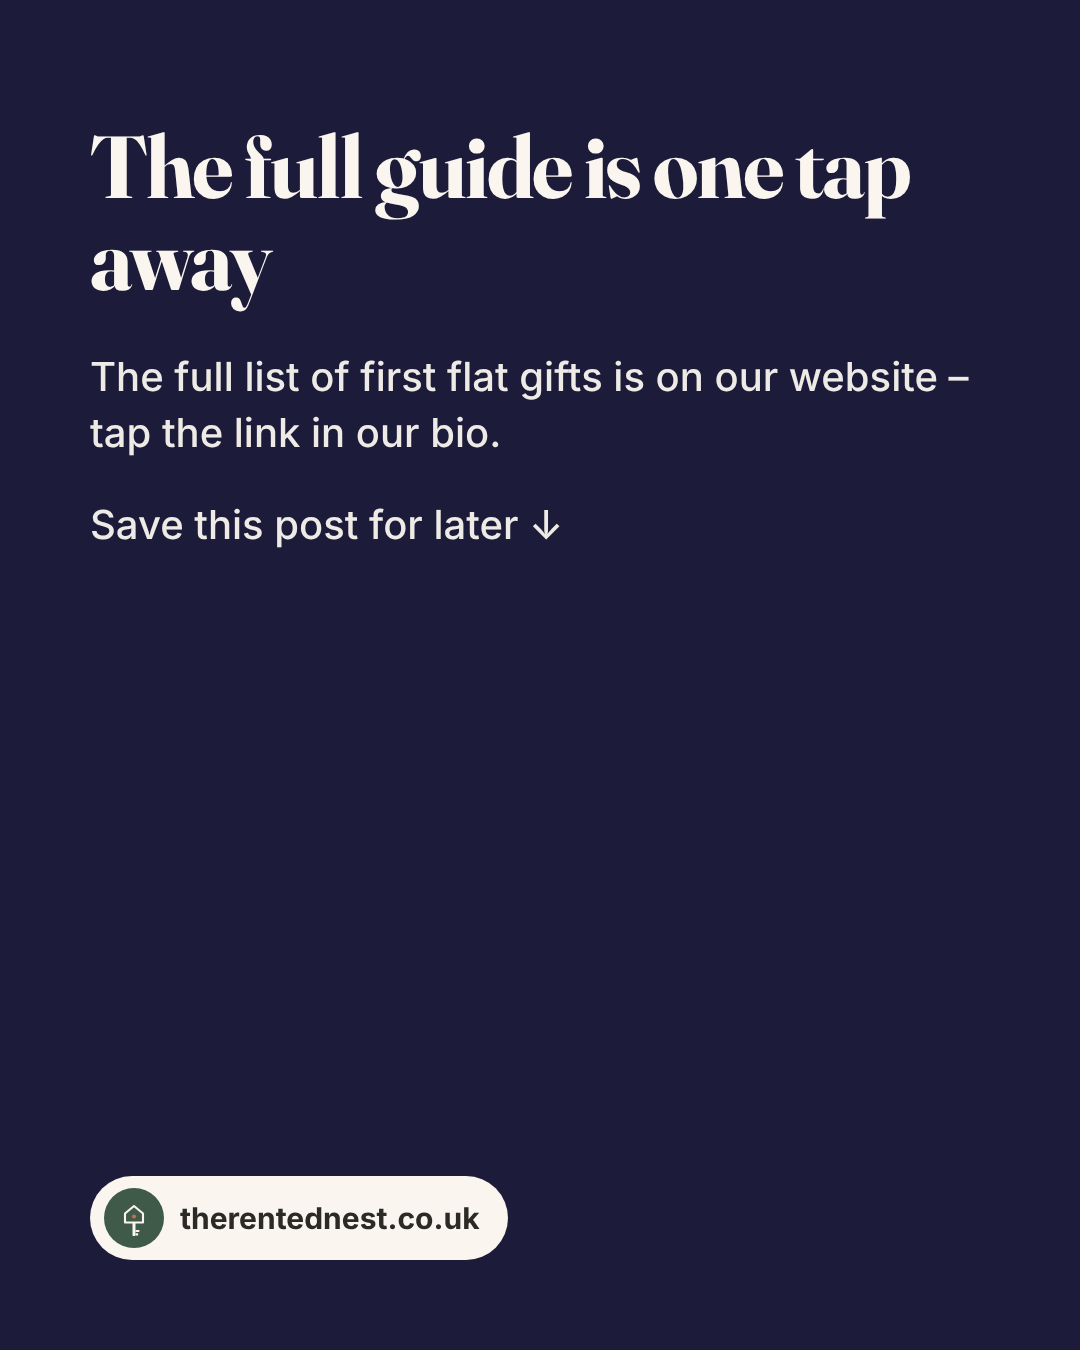 The full guide is one tap
away
The full list of first flat gifts is on our website –
tap the link in our bio.
Save this post for later ↓
therentednest.co.uk